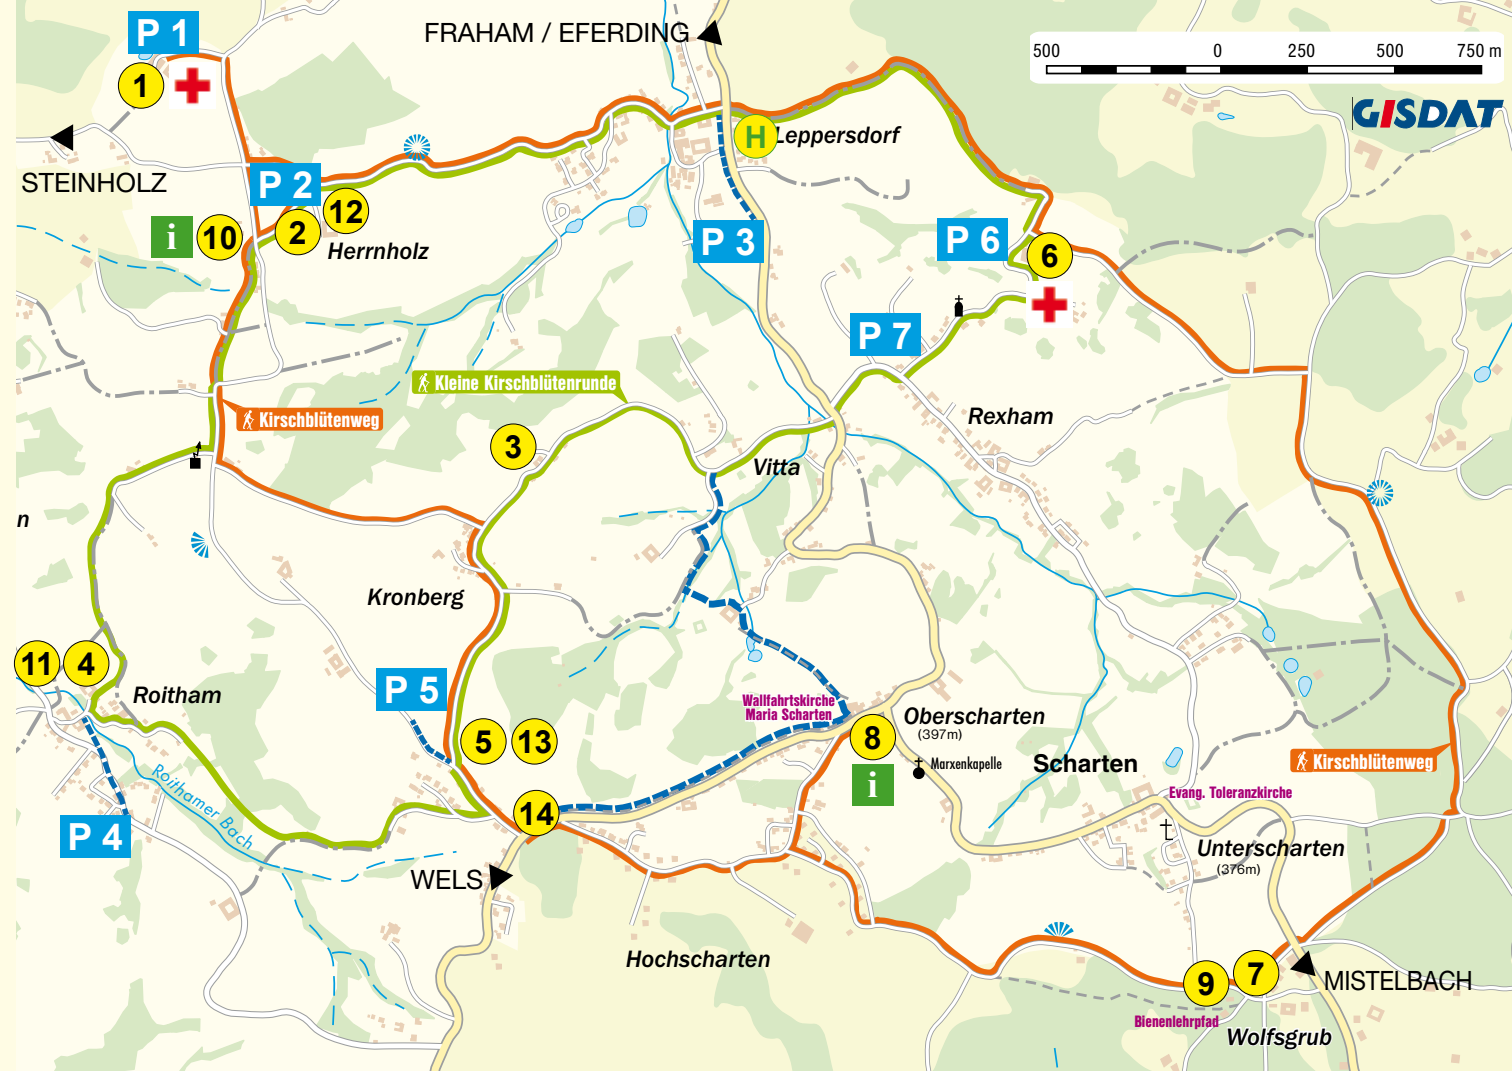 P 1
FRAHAM / EFERDING
500 0 250 500 750 m
1
GISDAT
H
Leppersdorf
STEINHOLZ
P 2
12
i
10
2
Herrnholz
P 3
P 6
6
P 7
Kleine Kirschblütenrunde
Kirschblütenweg
Rexham
3
Vitta
n
Kronberg
11
4
Roitham
P 5
Wallfahrtskirche
Maria Scharten
Oberscharten
(397m)
5
13
8
Marxenkapelle
Scharten
Kirschblütenweg
i
Evang. Toleranzkirche
Roithamer Bach
14
P 4
Unterscharten
(376m)
WELS
Hochscharten
9
7
MISTELBACH
Bienenlehrpfad
Wolfsgrub